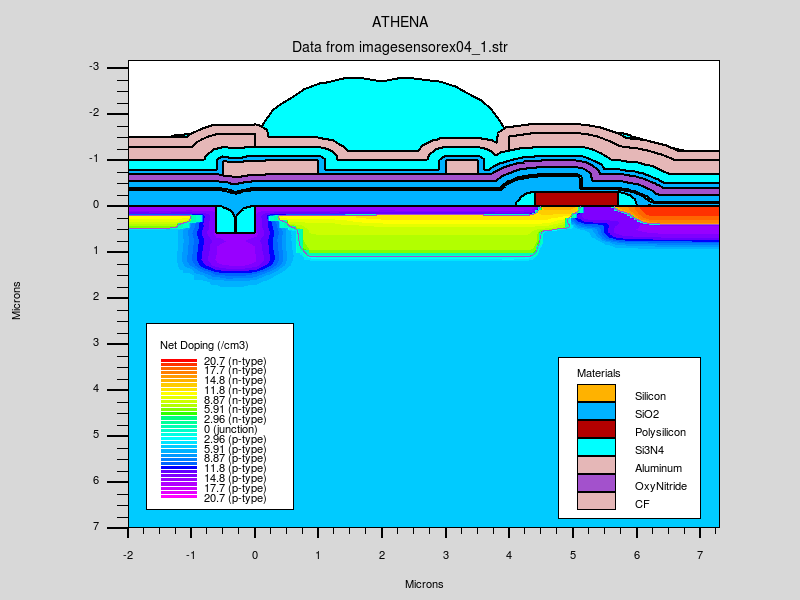 ATHENA
Data from imagesensorex04_1.str
-3
-2
-1
0
1
2
3
4
5
6
7
Microns
Net Doping (/cm3)
20.7 (n-type)
17.7 (n-type)
14.8 (n-type)
11.8 (n-type)
8.87 (n-type)
5.91 (n-type)
2.96 (n-type)
0 (junction)
2.96 (p-type)
5.91 (p-type)
8.87 (p-type)
11.8 (p-type)
14.8 (p-type)
17.7 (p-type)
20.7 (p-type)
Materials
Silicon
SiO2
Polysilicon
Si3N4
Aluminum
OxyNitride
CF
-2 -1 0 1 2 3 4 5 6 7
Microns